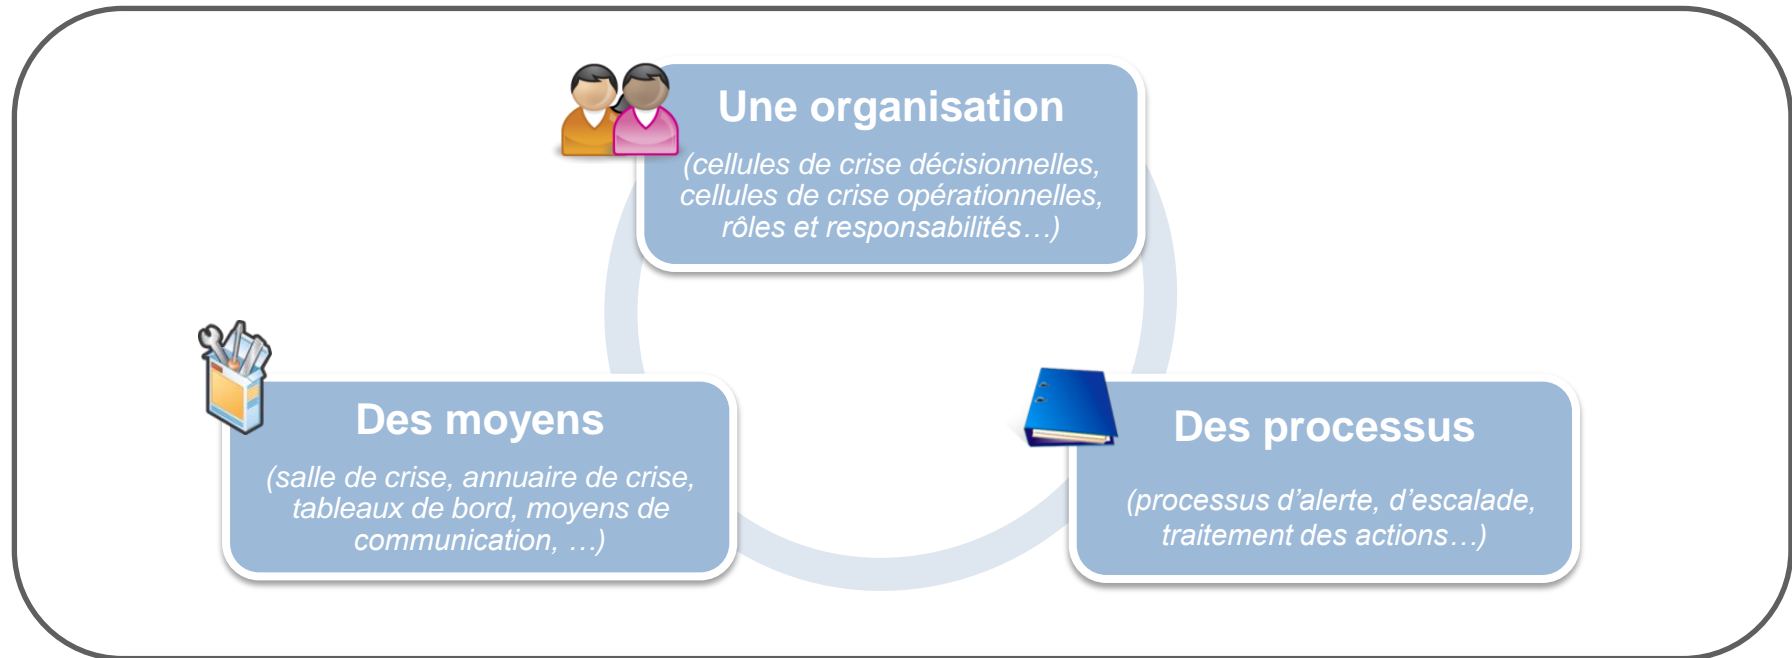 Une organisation
(cellules de crise décisionnelles,
cellules de crise opérationnelles,
rôles et responsabilités…)
Des moyens
(salle de crise, annuaire de crise,
tableaux de bord, moyens de
communication, …)
Des processus
(processus d’alerte, d’escalade,
traitement des actions…)